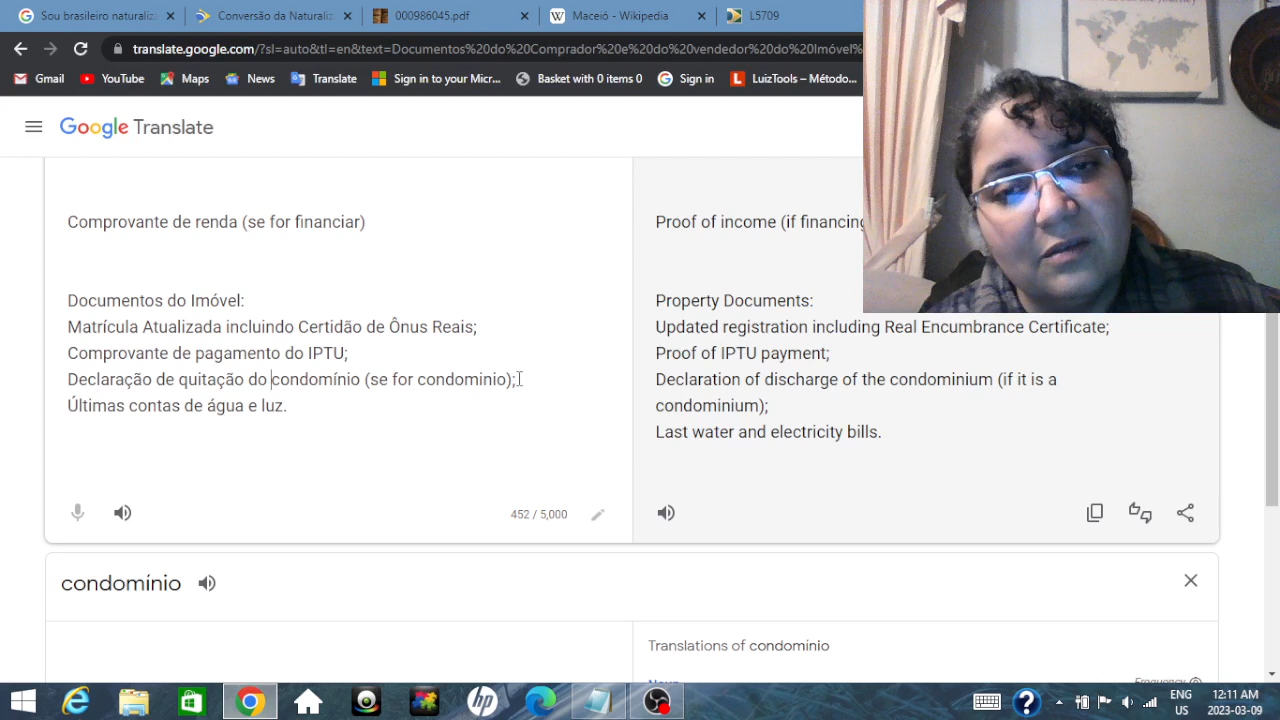 Sou brasileiro naturaliza
Conversão da Naturaliz
000986045.pdf
Maceió - Wikipedia
L5709
translate.google.com/?sl=auto&tl=en&text=Documentos%20do%20Comprador%20e%20do%20vendedor%20do%20Imóvel%
Gmail
YouTube
Maps
News
Translate
Sign in to your Micr...
Basket with 0 items 0
Sign in
LuizTools – Método...
Google Translate
Comprovante de renda (se for financiar)
Documentos do Imóvel:
Matrícula Atualizada incluindo Certidão de Ônus Reais;
Comprovante de pagamento do IPTU;
Declaração de quitação do condomínio (se for condominio);
Últimas contas de água e luz.
452 / 5,000
Proof of income (if financing
Property Documents:
Updated registration including Real Encumbrance Certificate;
Proof of IPTU payment;
Declaration of discharge of the condominium (if it is a
condominium);
Last water and electricity bills.
condomínio
Translations of condomínio
Frequency
ENG
US
12:11 AM
2023-03-09